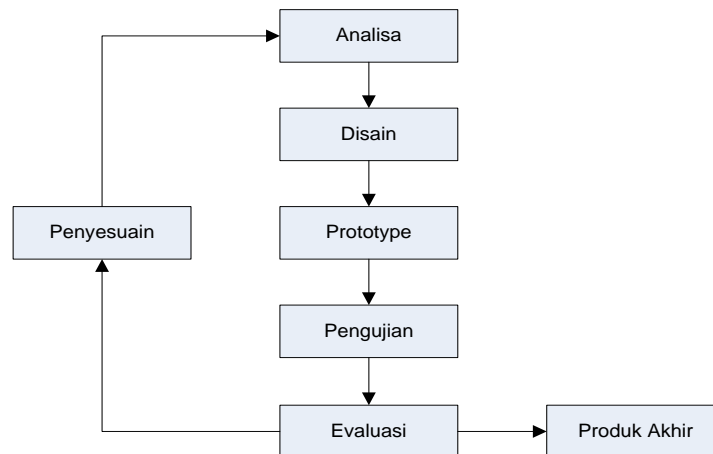 Analisa
Disain
Penyesuain
Prototype
Pengujian
Evaluasi
Produk Akhir